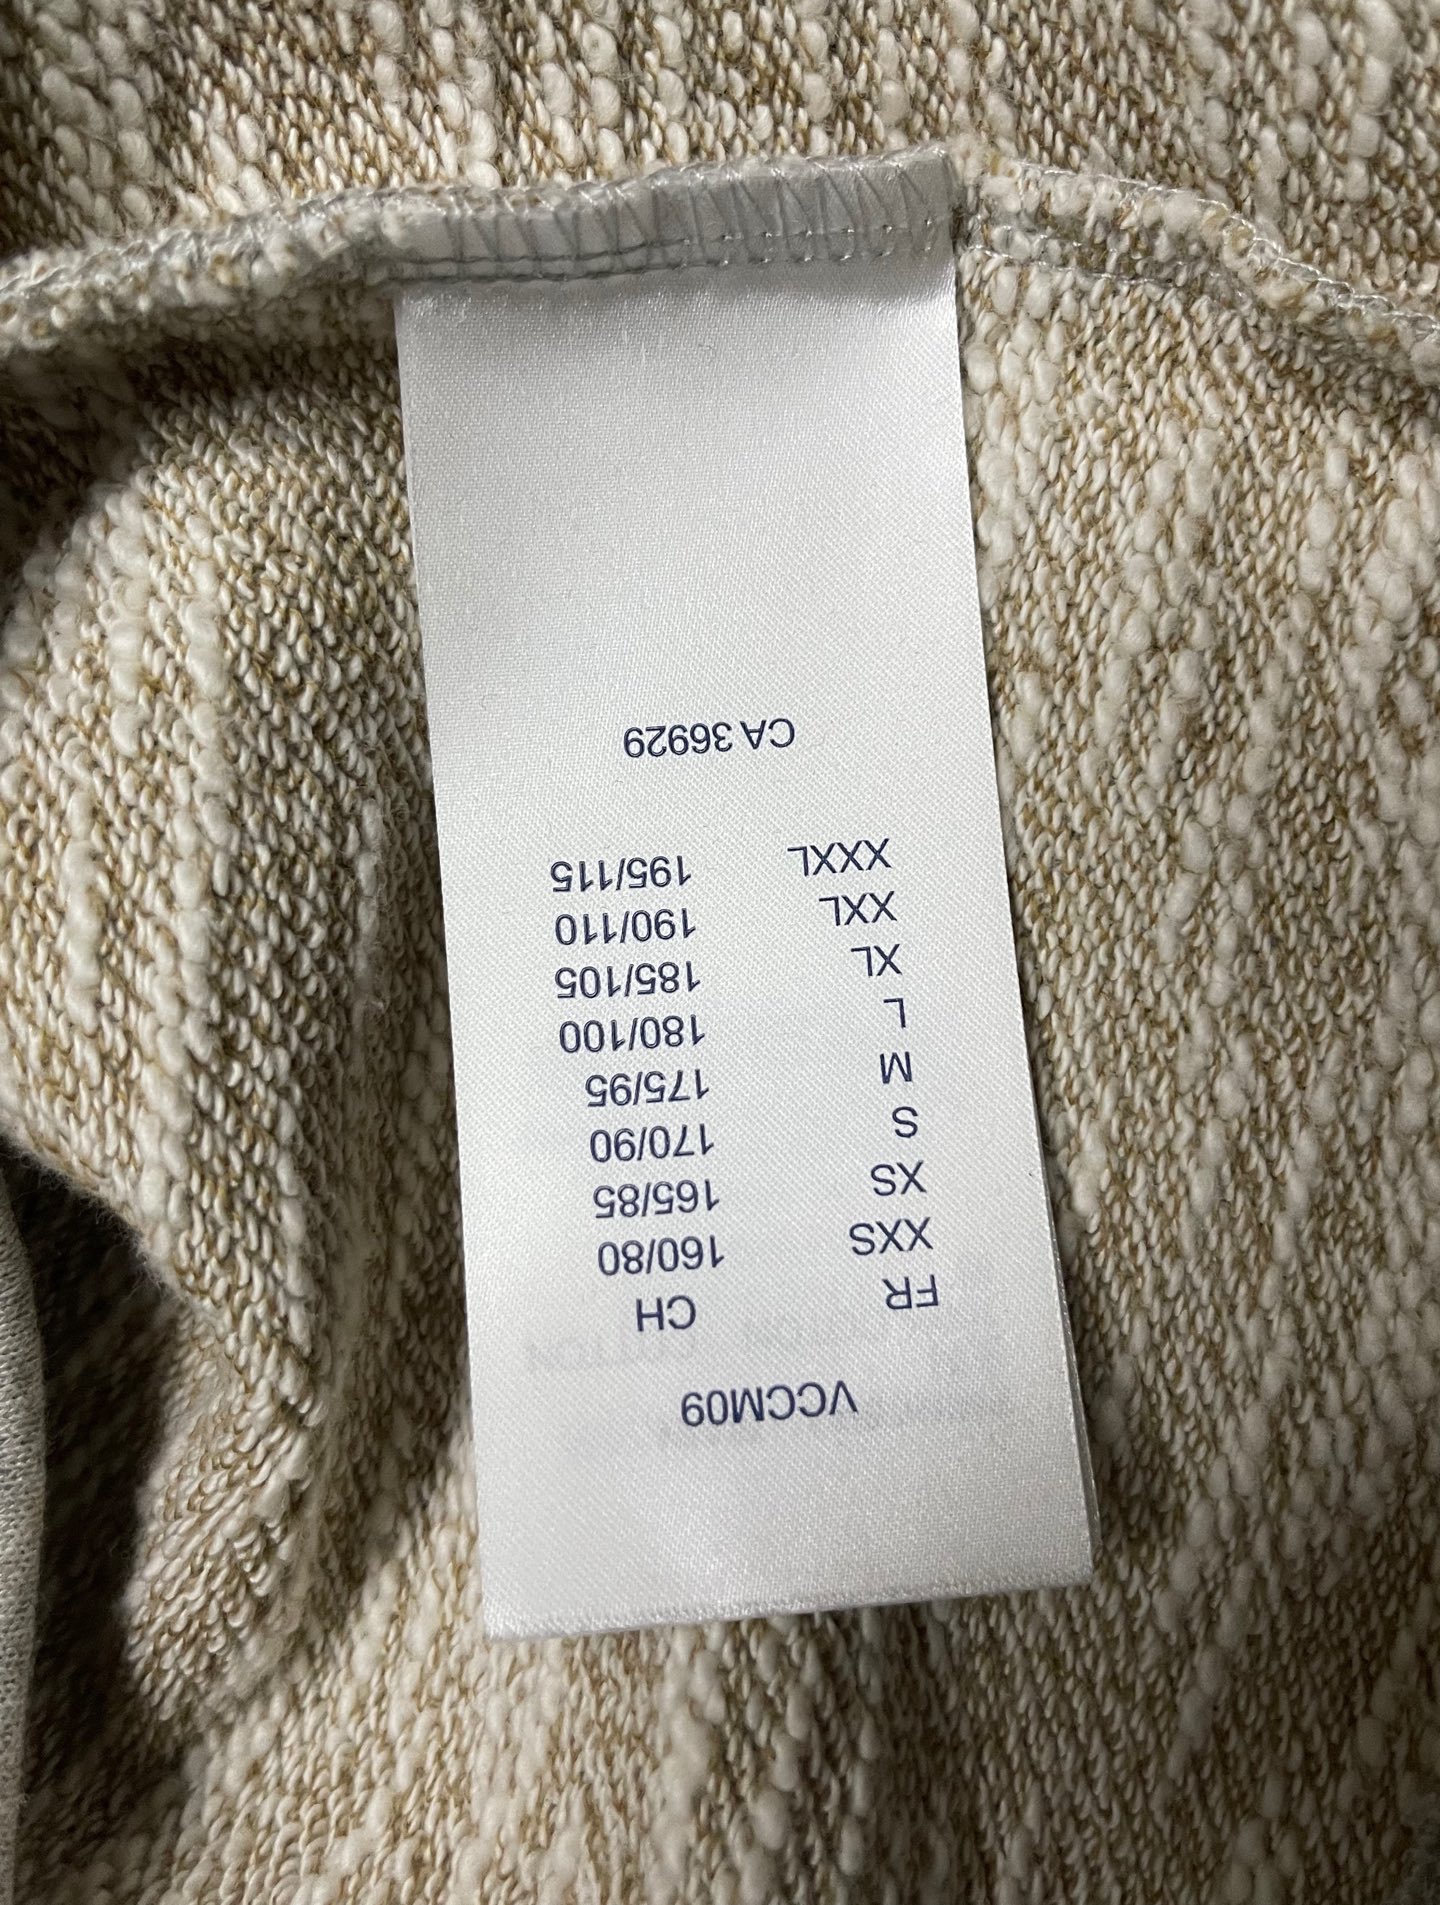 VCCM09
FR CH
XXS 160/80
XS 165/85
S 170/90
M 175/95
L 180/100
XL 185/105
XXL 190/110
XXXL 195/115
CA 36929